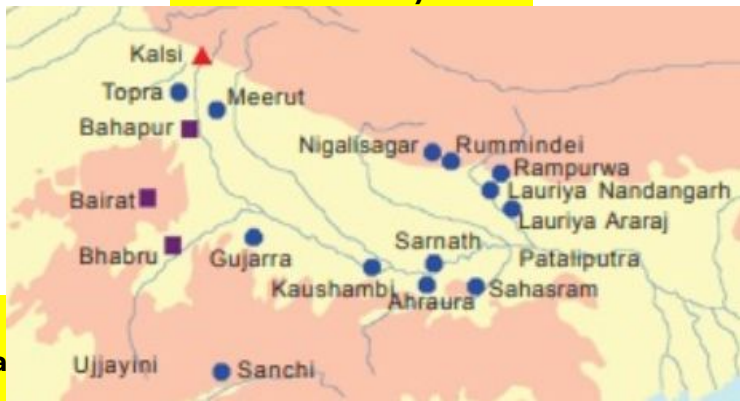 Kalsi
Topra
Meerut
Bahapur
Nigalisagar
Rummindei
Rampurwa
Bairat
Lauriya Nandangarh
Lauriya Araraj
Bhabru
Gujarra
Sarnath
Pataliputra
Kaushambi
Ahraura
Sahasram
Ujjayini
Sanchi
a